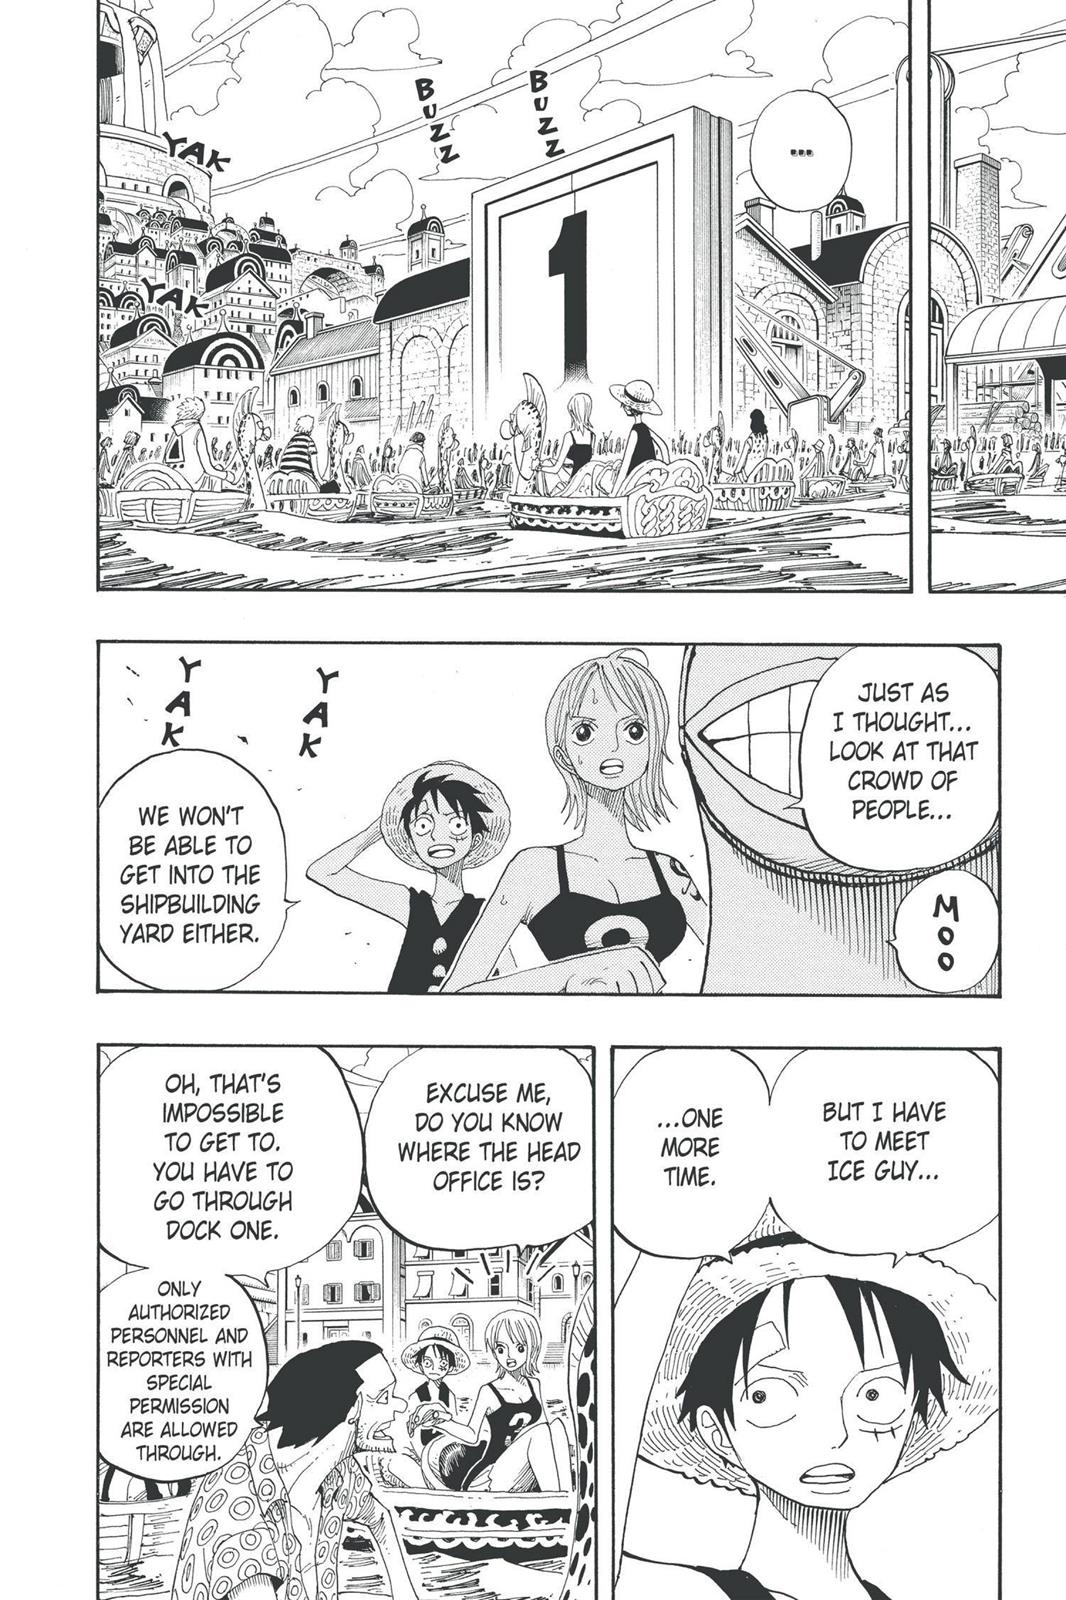 ...
BUZZ
BUZZ
YAK
YAK
1
JUST AS
I THOUGHT...
LOOK AT THAT
CROWD OF
PEOPLE...
MOO
YAK
YAK
WE WON'T
BE ABLE TO
GET INTO THE
SHIPBUILDING
YARD EITHER.
BUT I HAVE
TO MEET
ICE GUY...
...ONE
MORE
TIME.
EXCUSE ME,
DO YOU KNOW
WHERE THE HEAD
OFFICE IS?
OH, THAT'S
IMPOSSIBLE
TO GET TO.
YOU HAVE TO
GO THROUGH
DOCK ONE.
ONLY
AUTHORIZED
PERSONNEL AND
REPORTERS WITH
SPECIAL
PERMISSION
ARE ALLOWED
THROUGH.